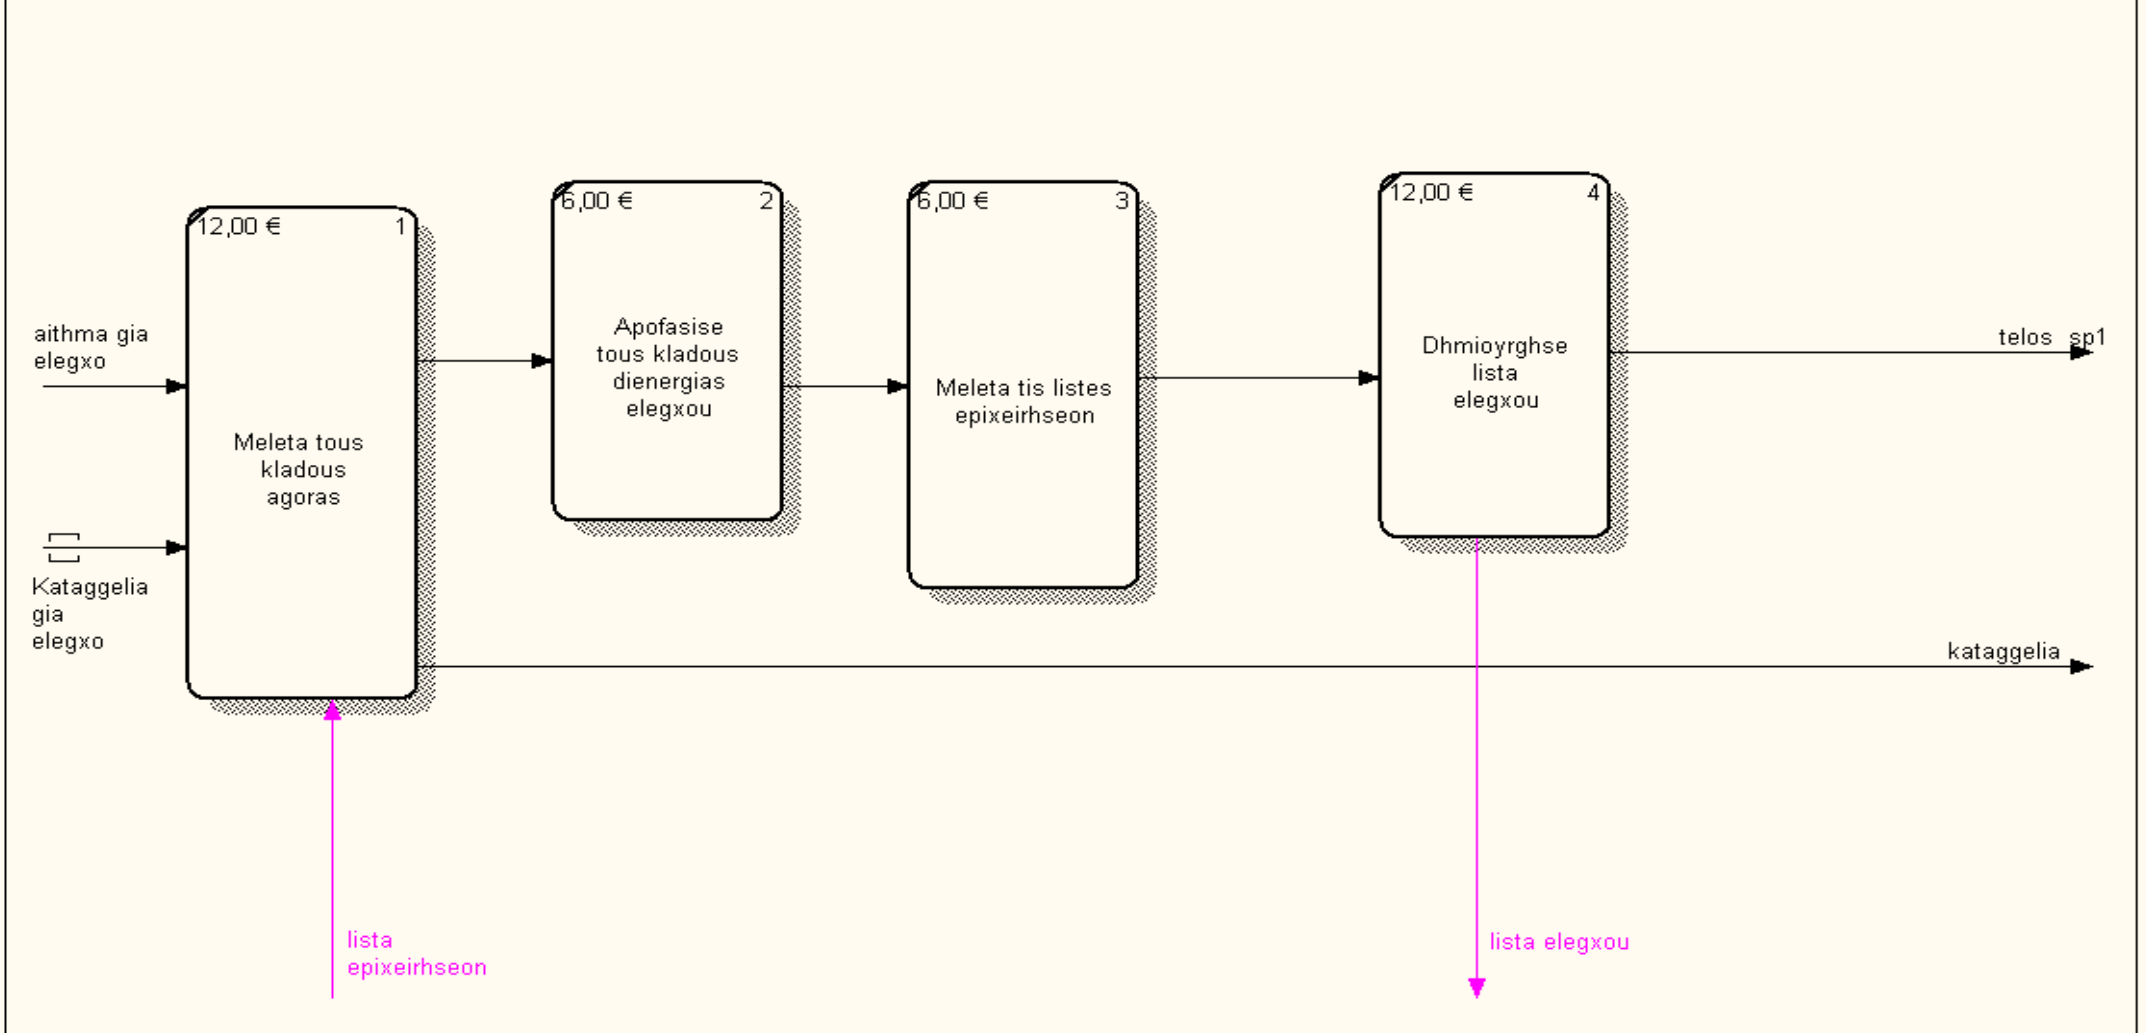 12,00 € 1
Meleta tous
kladous
agoras
6,00 € 2
Apofasise
tous kladous
dienergias
elegxou
6,00 € 3
Meleta tis listes
epixeirhseon
12,00 € 4
Dhmioyrghse
lista
elegxou
aithma gia
elegxo
Kataggelia
gia
elegxo
telos sp1
kataggelia
lista
epixeirhseon
lista elegxou